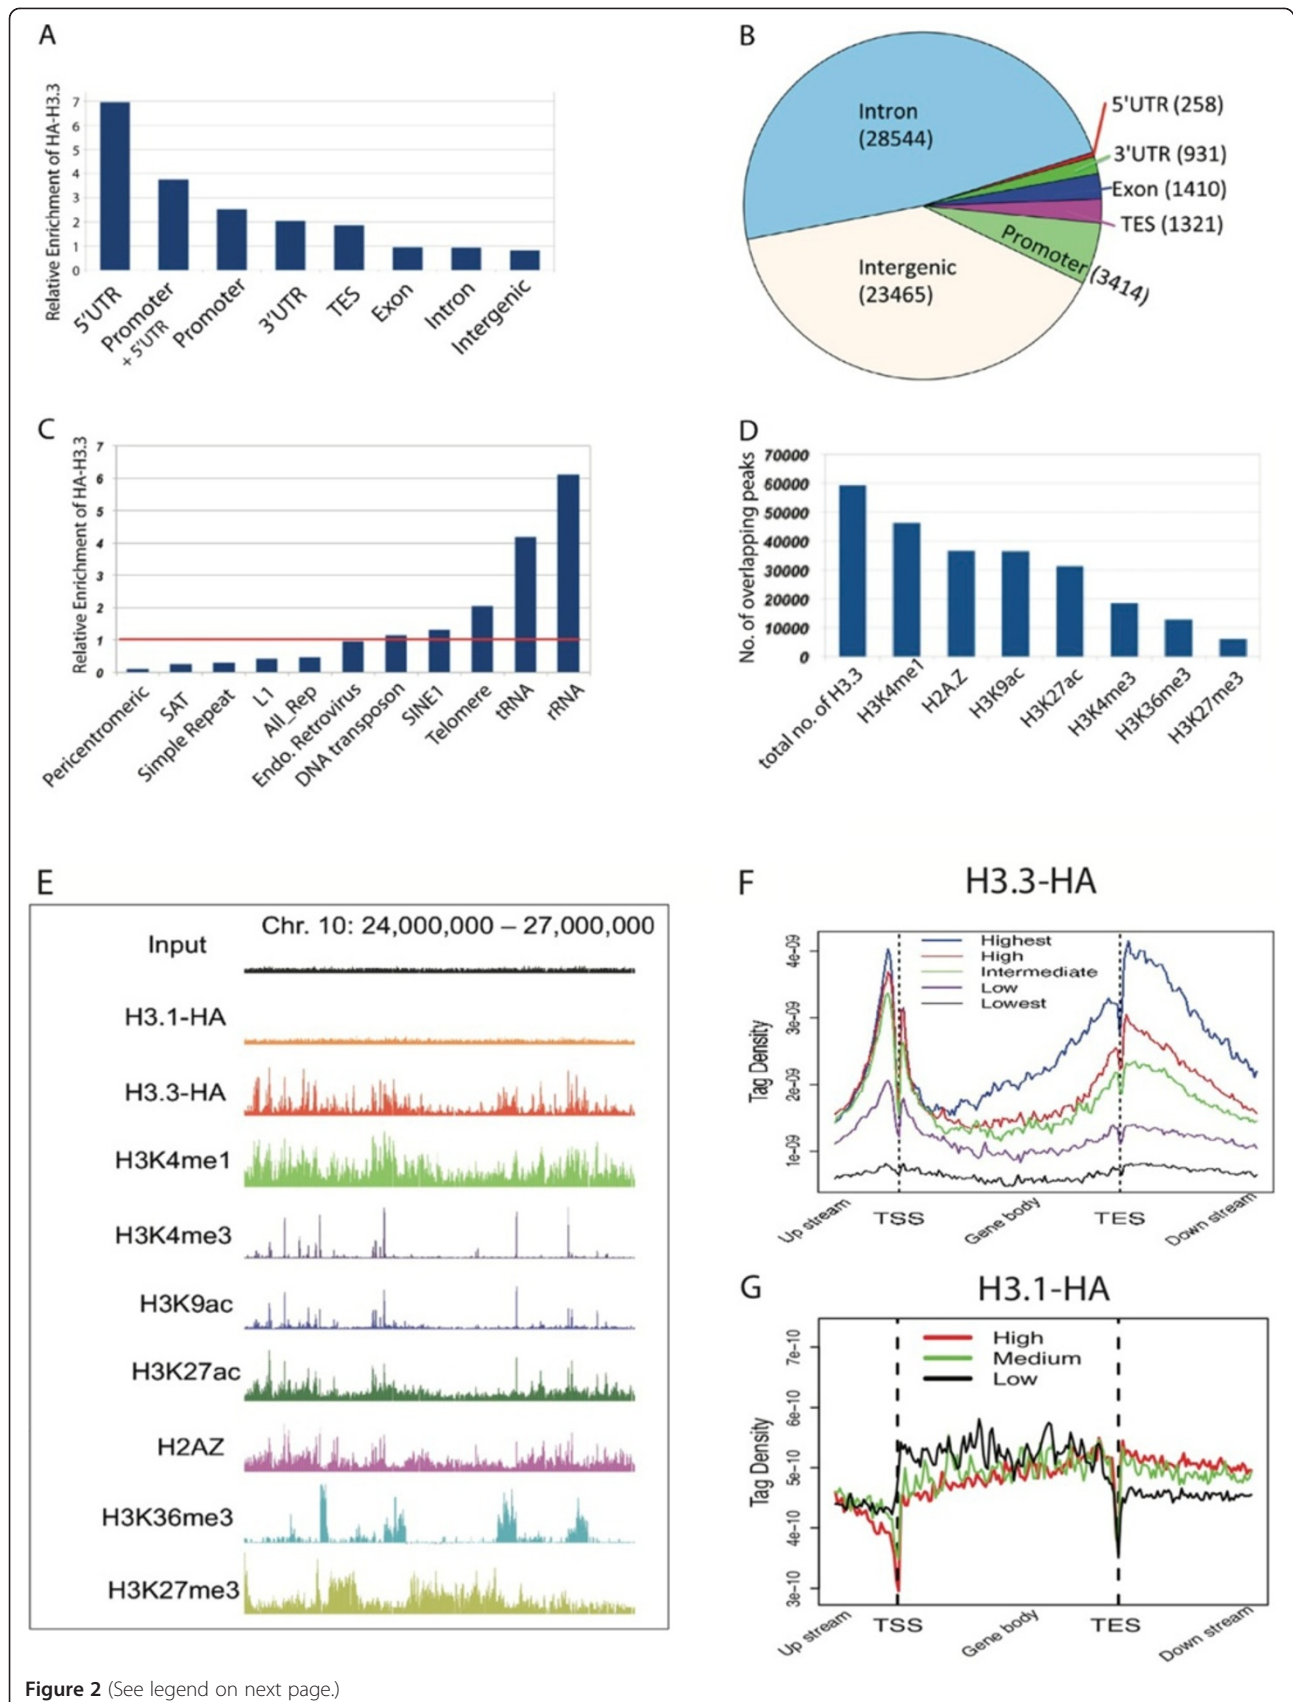 A
Relative Enrichment of HA-H3.3
7
6
5
4
3
2
1
0
5'UTR
Promoter
+ 5'UTR
Promoter
3'UTR
TES
Exon
Intron
Intergenic
B
Intron
(28544)
5'UTR (258)
3'UTR (931)
Exon (1410)
TES (1321)
Promoter (3414)
Intergenic
(23465)
C
Relative Enrichment of HA-H3.3
7
6
5
4
3
2
1
0
Pericentromeric
SAT
Simple Repeat
L1
All_Rep
Endo. Retrovirus
DNA transposon
SINE1
Telomere
tRNA
rRNA
D
No. of overlapping peaks
70000
60000
50000
40000
30000
20000
10000
0
total no. of H3.3
H3K4me1
H2A.Z
H3K9ac
H3K27ac
H3K4me3
H3K36me3
H3K27me3
E
Chr. 10: 24,000,000 – 27,000,000
Input
H3.1-HA
H3.3-HA
H3K4me1
H3K4me3
H3K9ac
H3K27ac
H2AZ
H3K36me3
H3K27me3
F
H3.3-HA
Tag Density
4e-09
3e-09
2e-09
1e-09
Highest
High
Intermediate
Low
Lowest
Up stream
TSS
Gene body
TES
Down stream
G
H3.1-HA
Tag Density
7e-10
6e-10
5e-10
4e-10
3e-10
High
Medium
Low
Up stream
TSS
Gene body
TES
Down stream
Figure 2 (See legend on next page.)